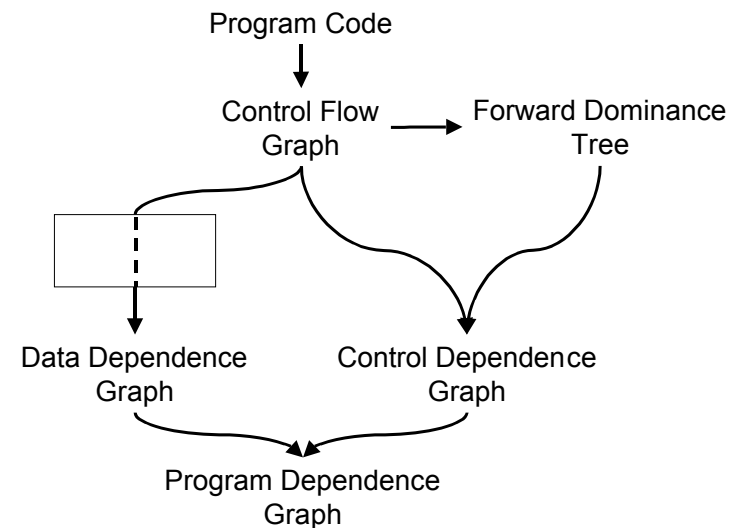 Program Code
Control Flow
Graph
Forward Dominance
Tree
Data Dependence
Graph
Control Dependence
Graph
Program Dependence
Graph